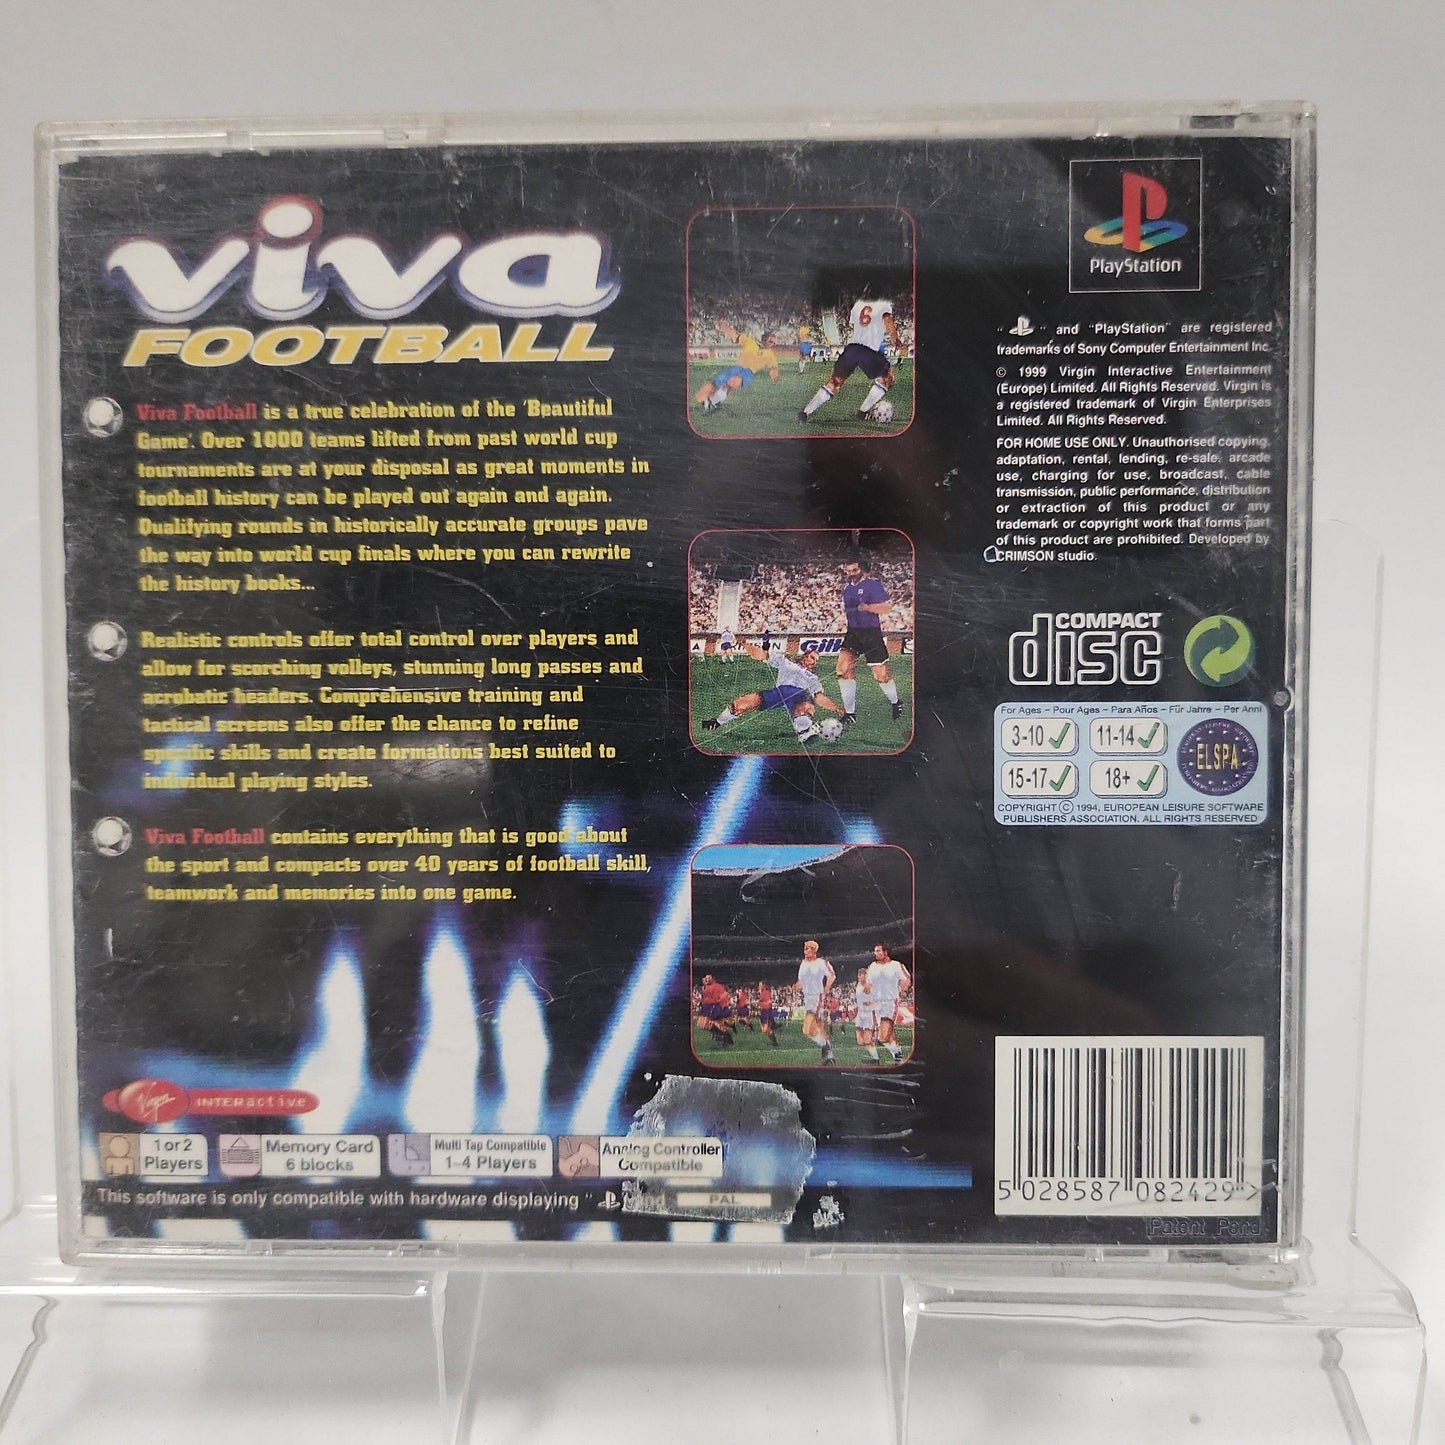 viva
FOOTBALL
Viva Football is a true celebration of the 'Beautiful
Game'. Over 1000 teams lifted from past world cup
tournaments are at your disposal as great moments in
football history can be played out again and again.
Qualifying rounds in historically accurate groups pave
the way into world cup finals where you can rewrite
the history books...
Realistic controls offer total control over players and
allow for scorching volleys, stunning long passes and
acrobatic headers. Comprehensive training and
tactical screens also offer the chance to refine
specific skills and create formations best suited to
individual playing styles.
Viva Football contains everything that is good about
the sport and compacts over 40 years of football skill,
teamwork and memories into one game.
6
Gill
Virgin INTERactive
1 or 2
Players
Memory Card
6 blocks
Multi Tap Compatible
1-4 Players
Analog Controller
Compatible
This software is only compatible with hardware displaying " " and PAL
PlayStation
" " and "PlayStation" are registered
trademarks of Sony Computer Entertainment Inc.
© 1999 Virgin Interactive Entertainment
(Europe) Limited. All Rights Reserved. Virgin is
a registered trademark of Virgin Enterprises
Limited. All Rights Reserved.
FOR HOME USE ONLY. Unauthorised copying,
adaptation, rental, lending, re-sale, arcade
use, charging for use, broadcast, cable
transmission, public performance, distribution
or extraction of this product or any
trademark or copyright work that forms part
of this product are prohibited. Developed by
CRIMSON studio.
COMPACT
disc
For Ages – Pour Ages – Para Años – Für Jahre – Per Anni
3-10 11-14
15-17 18+
ELSPA
COPYRIGHT © 1994, EUROPEAN LEISURE SOFTWARE
PUBLISHERS ASSOCIATION. ALL RIGHTS RESERVED
5 028587 082429 >
Patent Pend